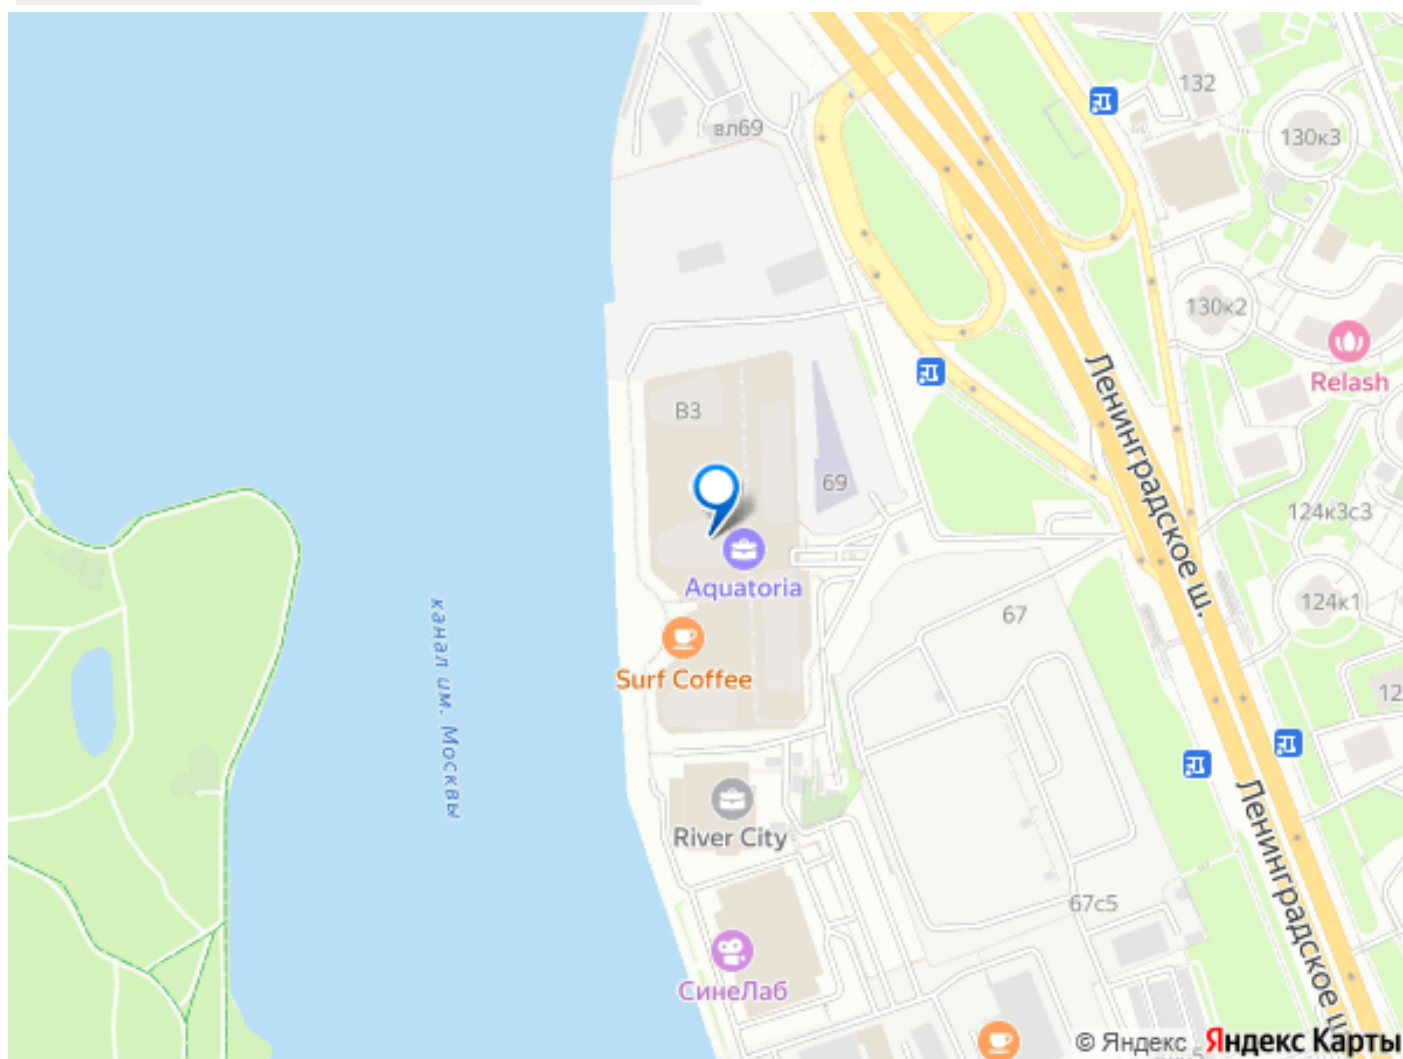 132
вл69
130к3
130к2
Relash
Ленинградское ш.
В3
69
124к3с3
Aquatoria
124к1
67
канал им. Москвы
Surf Coffee
12
River City
Ленинградское ш
67с5
СинеЛаб
© Яндекс
Яндекс Карты